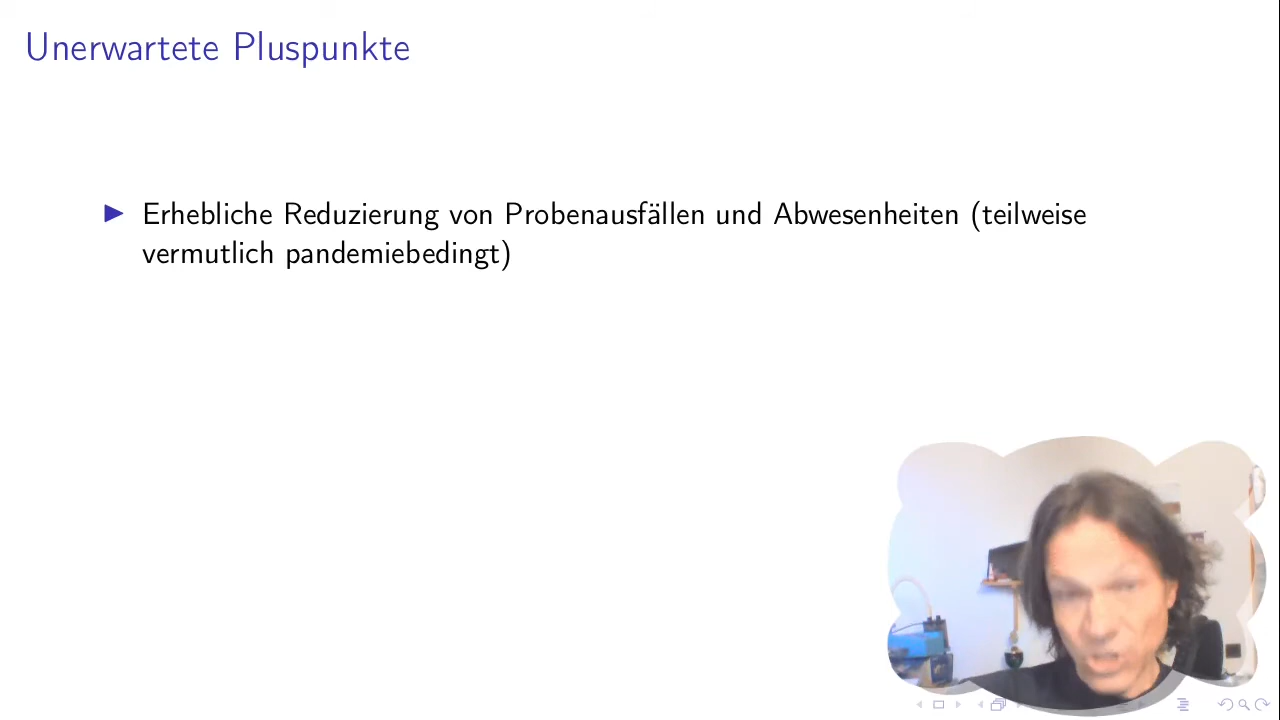 Unerwartete Pluspunkte
▶ Erhebliche Reduzierung von Probenausfällen und Abwesenheiten (teilweise
vermutlich pandemiebedingt)